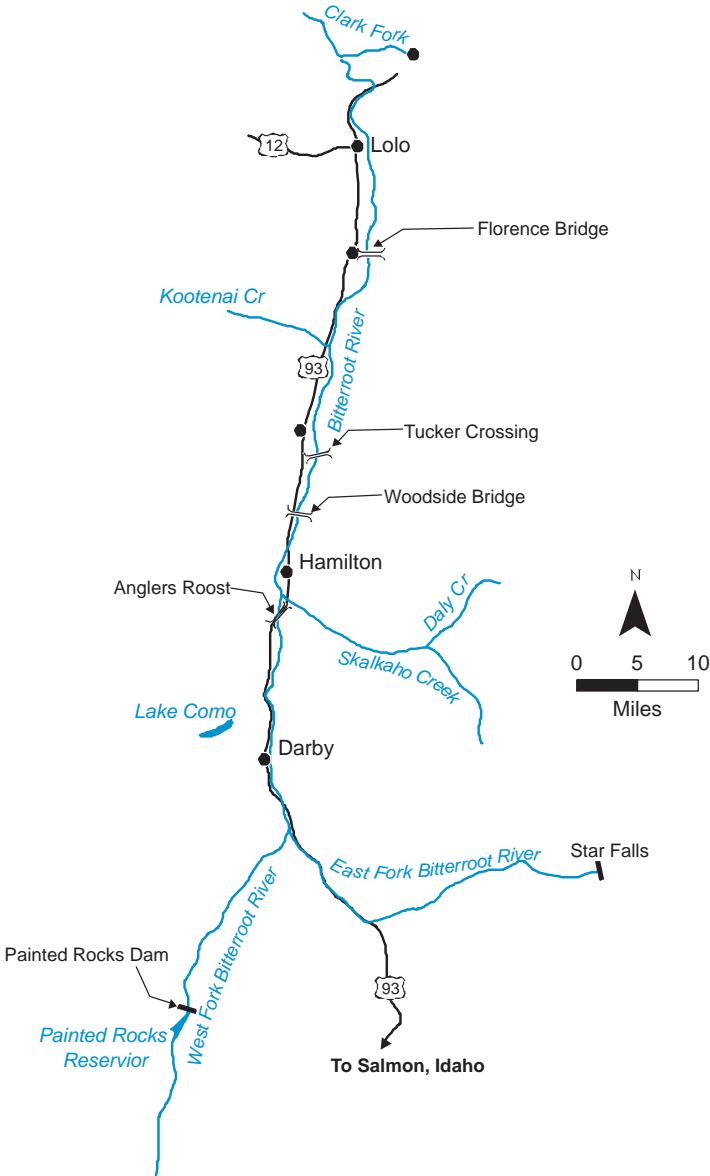 Clark Fork
12
Lolo
Florence Bridge
Kootenai Cr
Bitterroot River
93
Tucker Crossing
Woodside Bridge
Hamilton
Anglers Roost
Daly Cr
Skalkaho Creek
N
0 5 10
Miles
Lake Como
Darby
East Fork Bitterroot River
Star Falls
West Fork Bitterroot River
Painted Rocks Dam
93
Painted Rocks
Reservior
To Salmon, Idaho